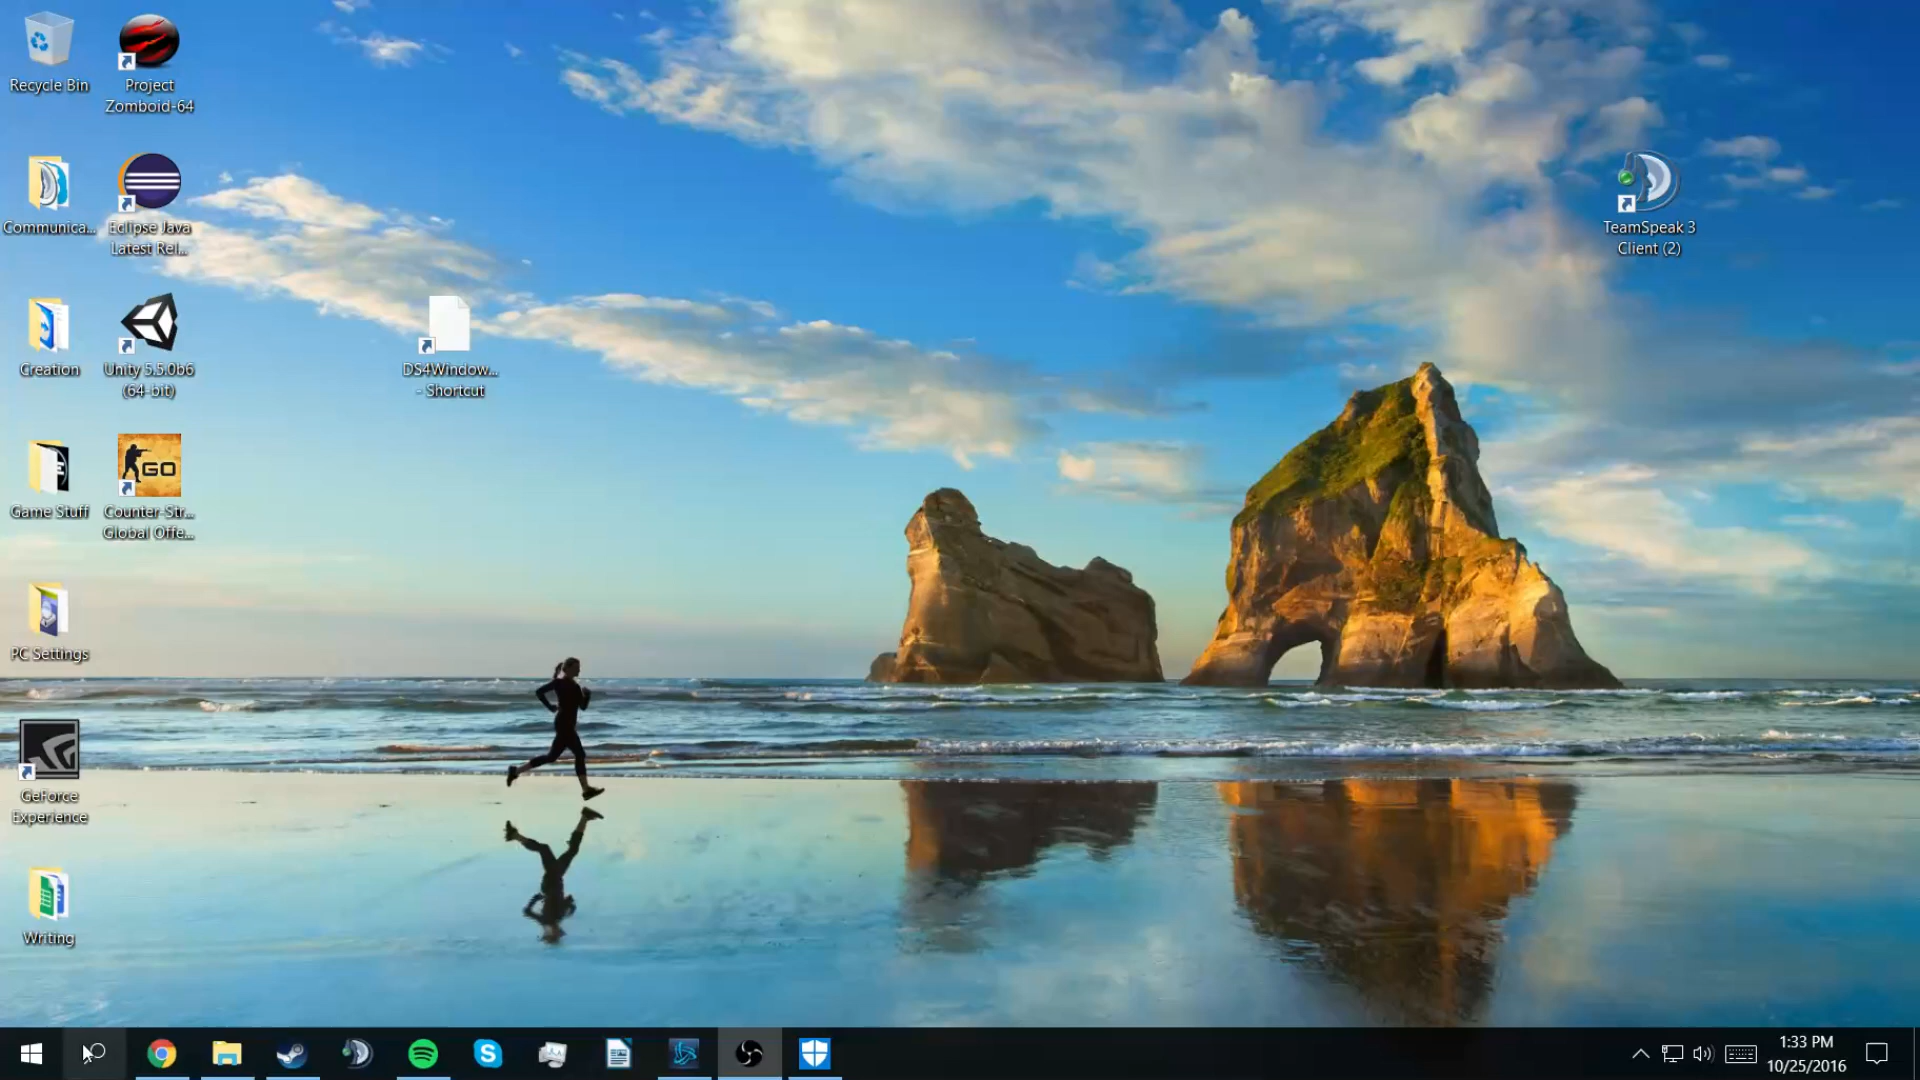 Recycle Bin
Project
Zomboid-64
Communica...
Eclipse Java
Latest Rel...
TeamSpeak 3
Client (2)
Creation
Unity 5.5.0b6
(64-bit)
DS4Window...
- Shortcut
GO
Game Stuff
Counter-Str...
Global Offe...
PC Settings
GeForce
Experience
Writing
S
1:33 PM
10/25/2016